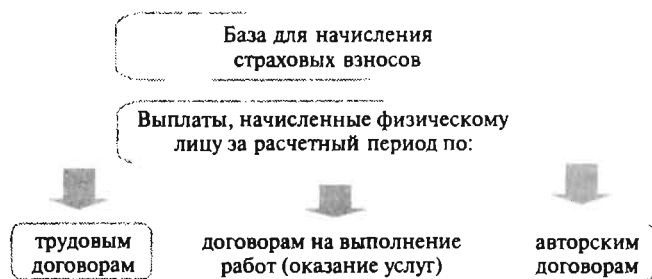 База для начисления
страховых взносов
Выплаты, начисленные физическому
лицу за расчетный период по:
трудовым
договорам
договорам на выполнение
работ (оказание услуг)
авторским
договорам